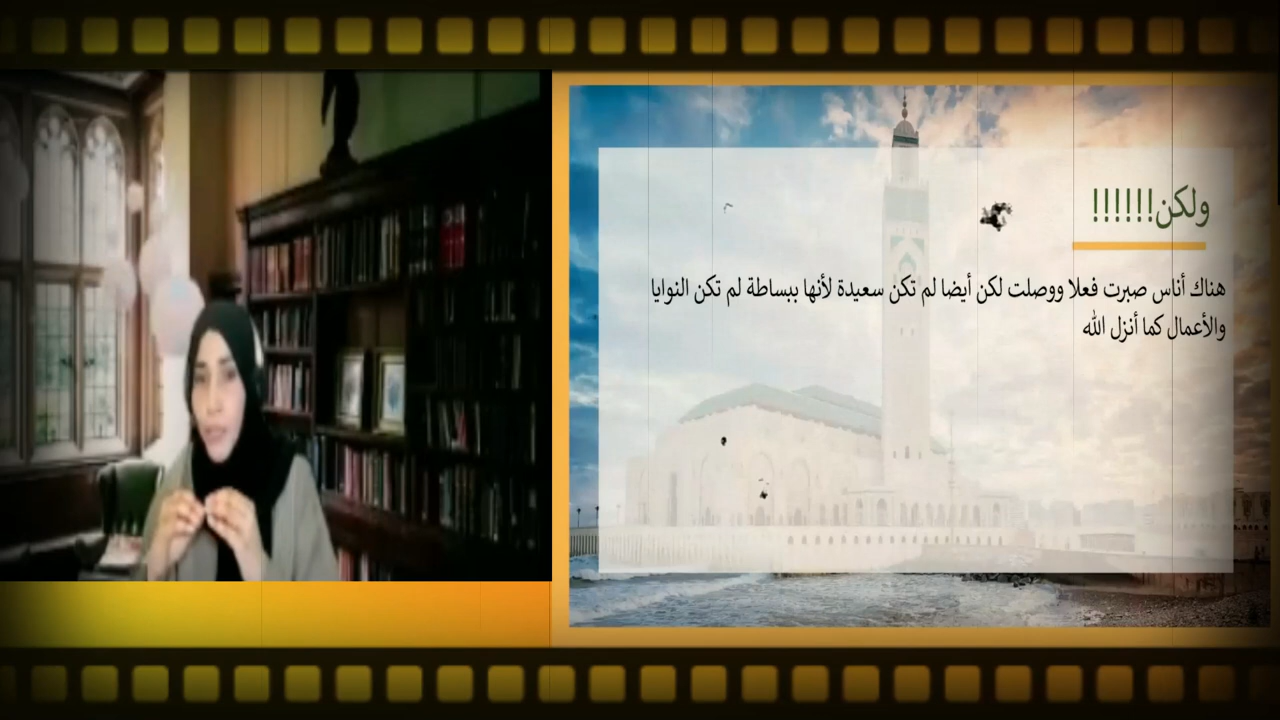 ولكن!!!!!!
هناك أناس صبرت فعلا ووصلت لكن أيضا لم تكن سعيدة لأنها ببساطة لم تكن النوايا
والأعمال كما أنزل الله